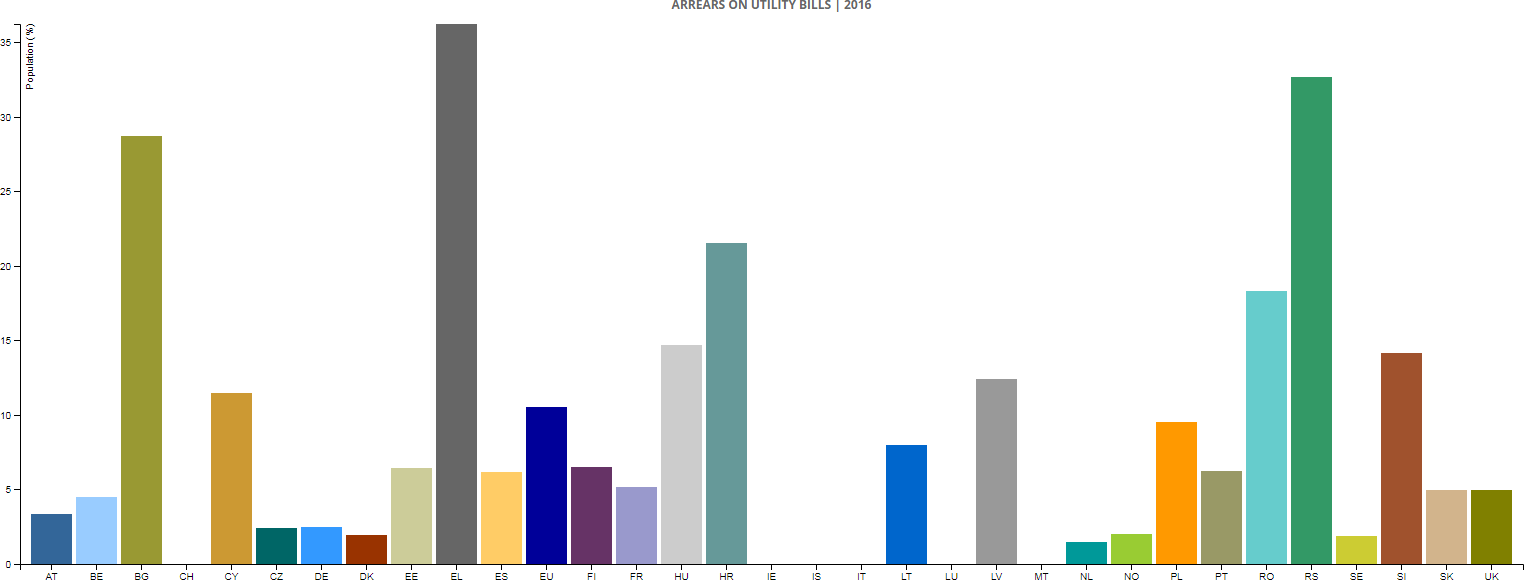 ARREARS ON UTILITY BILLS | 2016
Population (%)
35
30
25
20
15
10
5
0
AT BE BG CH CY CZ DE DK EE EL ES EU FI FR HU HR IE IS IT LT LU LV MT NL NO PL PT RO RS SE SI SK UK